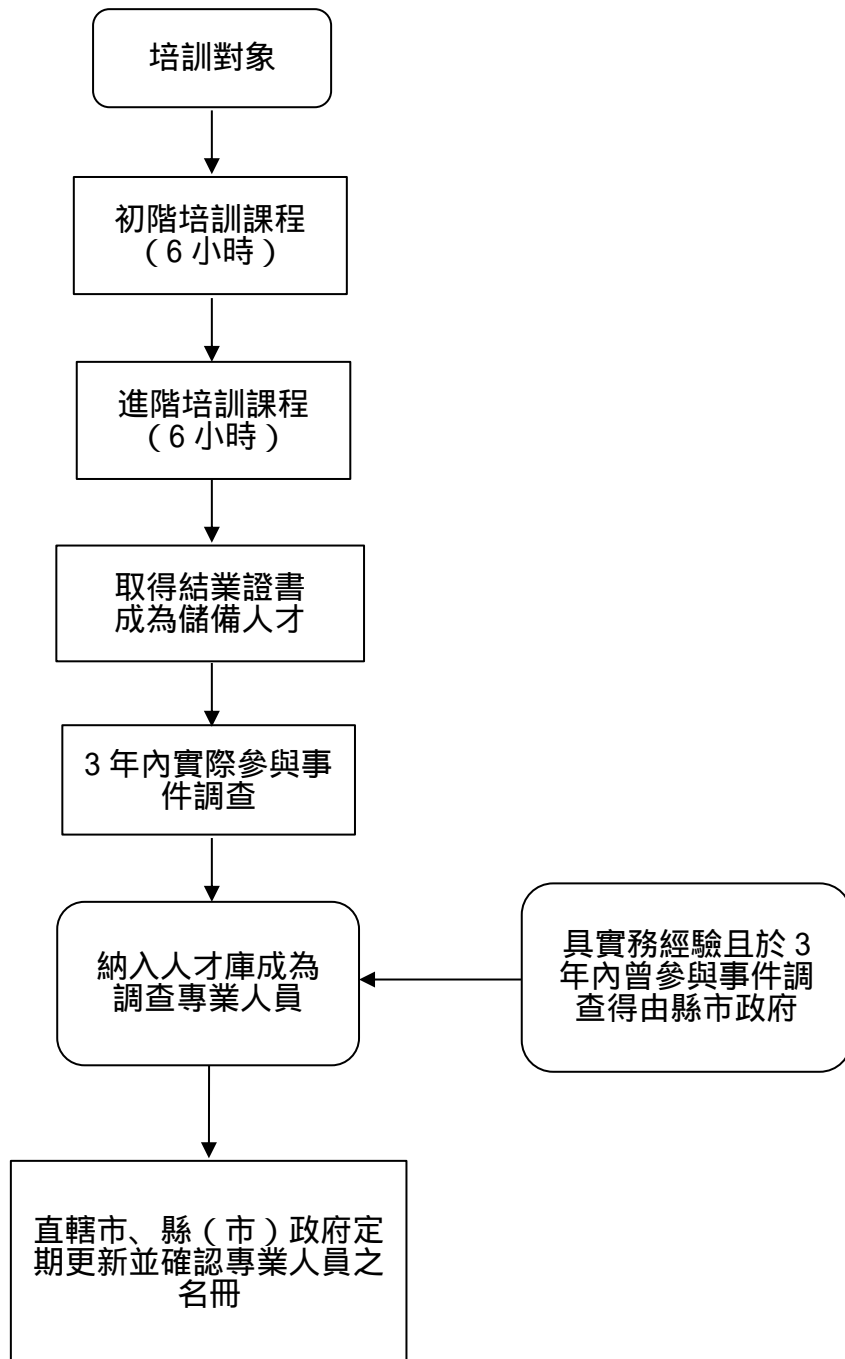 培訓對象
初階培訓課程
（6 小時）
進階培訓課程
（6 小時）
取得結業證書
成為儲備人才
3 年內實際參與事
件調查
納入人才庫成為
調查專業人員
具實務經驗且於 3
年內曾參與事件調
查得由縣市政府
直轄市、縣（市）政府定
期更新並確認專業人員之
名冊